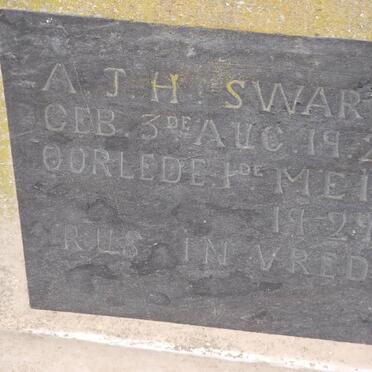 A.J.H. SWAR
GEB. 3DE AUG. 19.2
OORLEDE 1DE MEI
19.29
RUS IN VRED